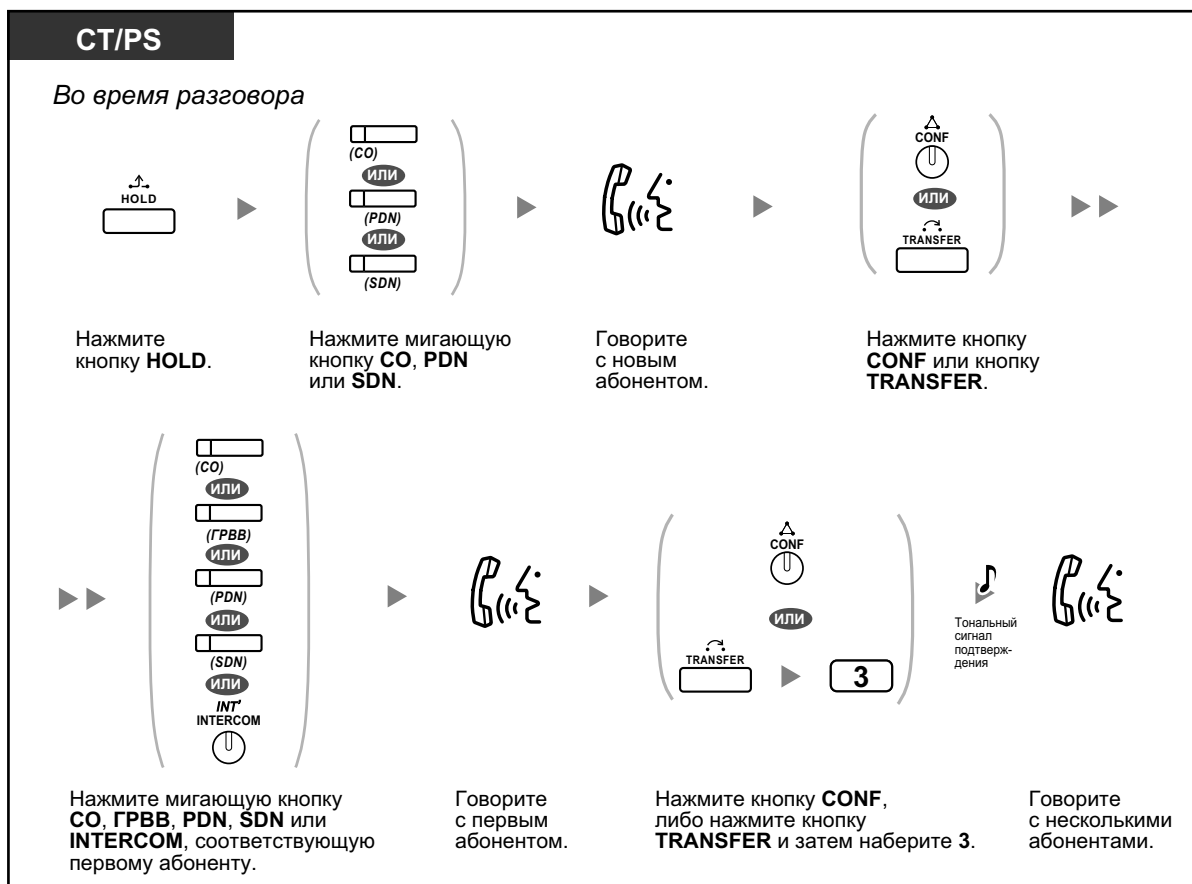 CT/PS
Во время разговора
HOLD
(CO)
ИЛИ
(PDN)
ИЛИ
(SDN)
CONF
ИЛИ
TRANSFER
Нажмите
кнопку HOLD.
Нажмите мигающую
кнопку CO, PDN
или SDN.
Говорите
с новым
абонентом.
Нажмите кнопку
CONF или кнопку
TRANSFER.
(CO)
ИЛИ
(ГРВВ)
ИЛИ
(PDN)
ИЛИ
(SDN)
ИЛИ
INT'
INTERCOM
CONF
ИЛИ
TRANSFER
3
Тональный
сигнал
подтверж-
дения
Нажмите мигающую кнопку
CO, ГРВВ, PDN, SDN или
INTERCOM, соответствующую
первому абоненту.
Говорите
с первым
абонентом.
Нажмите кнопку CONF,
либо нажмите кнопку
TRANSFER и затем наберите 3.
Говорите
с несколькими
абонентами.